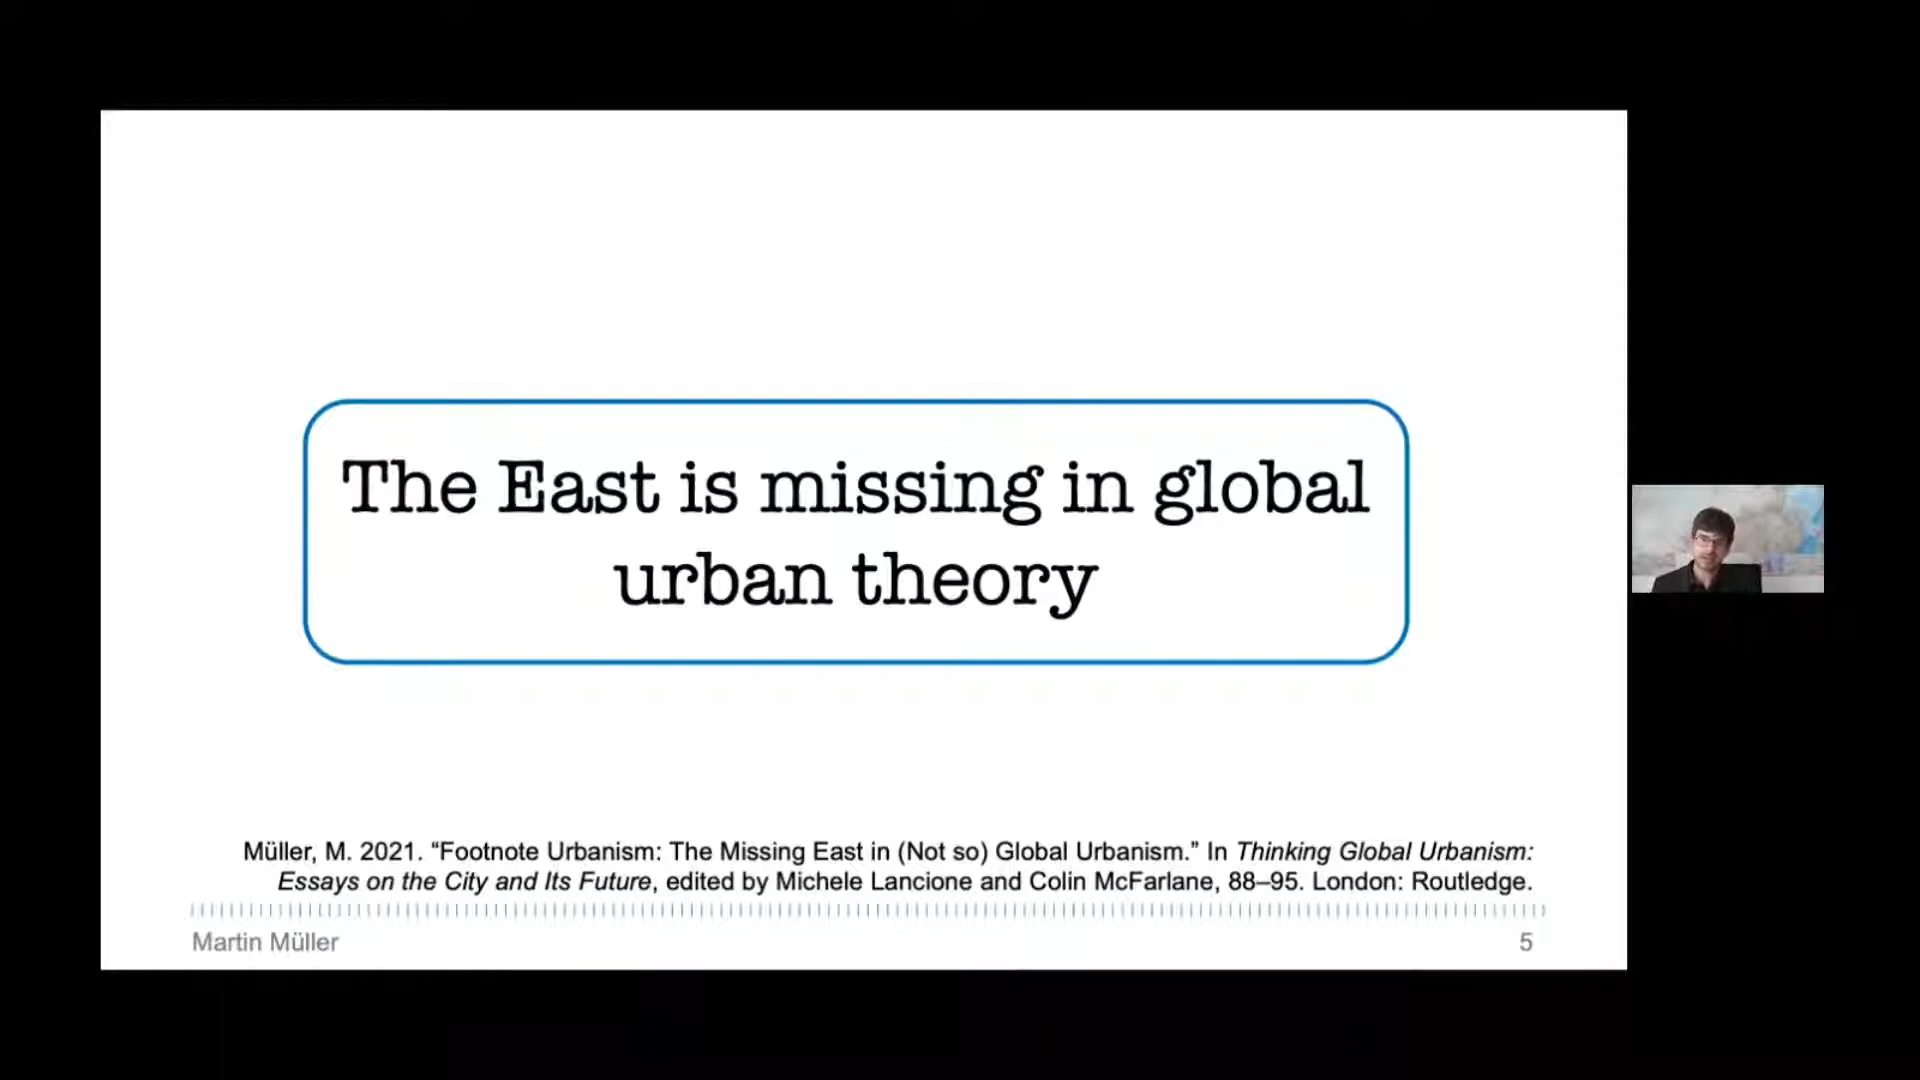 The East is missing in global
urban theory
Müller, M. 2021. “Footnote Urbanism: The Missing East in (Not so) Global Urbanism.” In Thinking Global Urbanism:
Essays on the City and Its Future, edited by Michele Lancione and Colin McFarlane, 88–95. London: Routledge.
Martin Müller
5